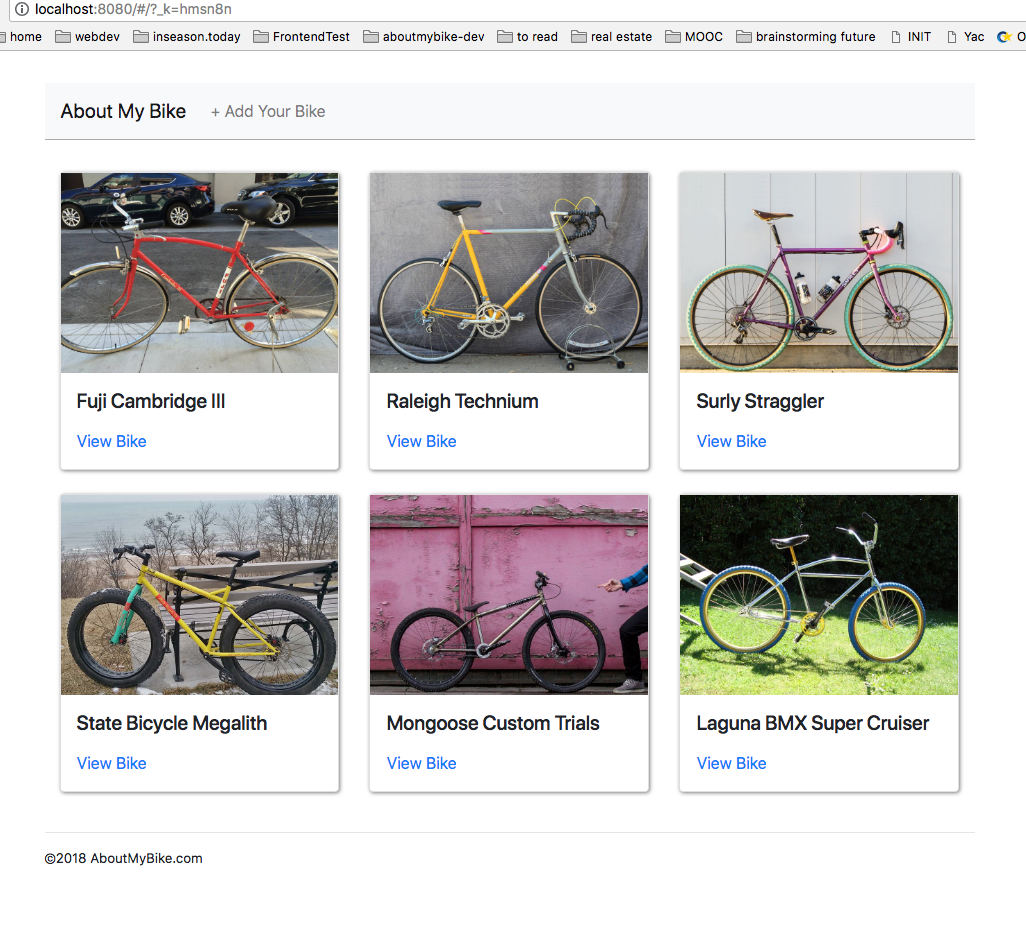 localhost:8080/#/?_k=hmsn8n
home webdev inseason.today FrontendTest aboutmybike-dev to read real estate MOOC brainstorming future INIT Yac
About My Bike + Add Your Bike
Fuji Cambridge III Raleigh Technium Surly Straggler
View Bike View Bike View Bike
State Bicycle Megalith Mongoose Custom Trials Laguna BMX Super Cruiser
View Bike View Bike View Bike
©2018 AboutMyBike.com